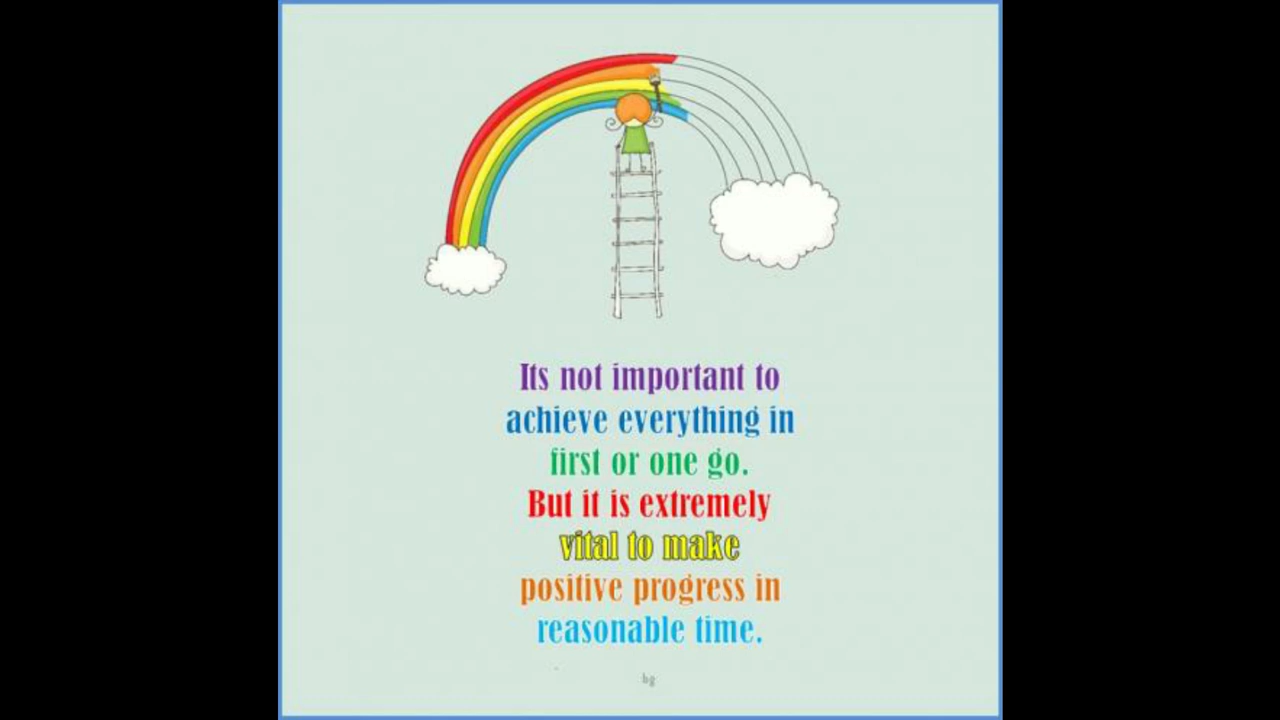 Its not important to
achieve everything in
first or one go.
But it is extremely
vital to make
positive progress in
reasonable time.
bg